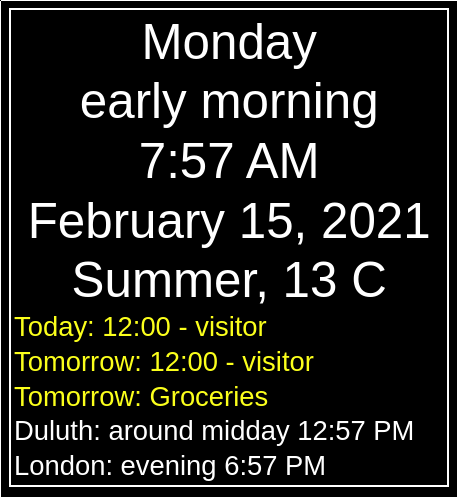 Monday
early morning
7:57 AM
February 15, 2021
Summer, 13 C
Today: 12:00 - visitor
Tomorrow: 12:00 - visitor
Tomorrow: Groceries
Duluth: around midday 12:57 PM
London: evening 6:57 PM